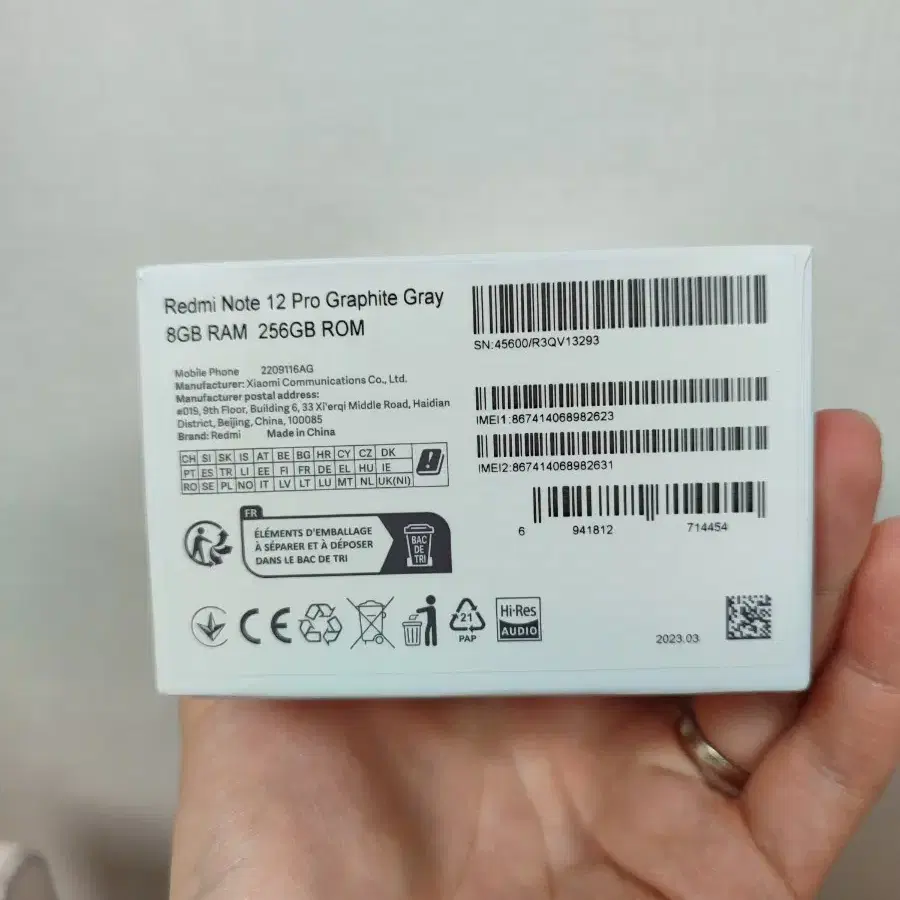 Redmi Note 12 Pro Graphite Gray
8GB RAM 256GB ROM
Mobile Phone 2209116AG
Manufacturer: Xiaomi Communications Co., Ltd.
Manufacturer postal address:
#019, 9th Floor, Building 6, 33 Xi'erqi Middle Road, Haidian
District, Beijing, China, 100085
Brand: Redmi Made in China
CH SI SK IS AT BE BG HR CY CZ DK
PT ES TR LI EE FI FR DE EL HU IE
RO SE PL NO IT LV LT LU MT NL UK(NI)
FR
ÉLÉMENTS D'EMBALLAGE
À SÉPARER ET À DÉPOSER
DANS LE BAC DE TRI
BAC
DE
TRI
CE
21
PAP
Hi-Res
AUDIO
SN:45600/R3QV13293
IMEI1:867414068982623
IMEI2:867414068982631
6 941812 714454
2023.03